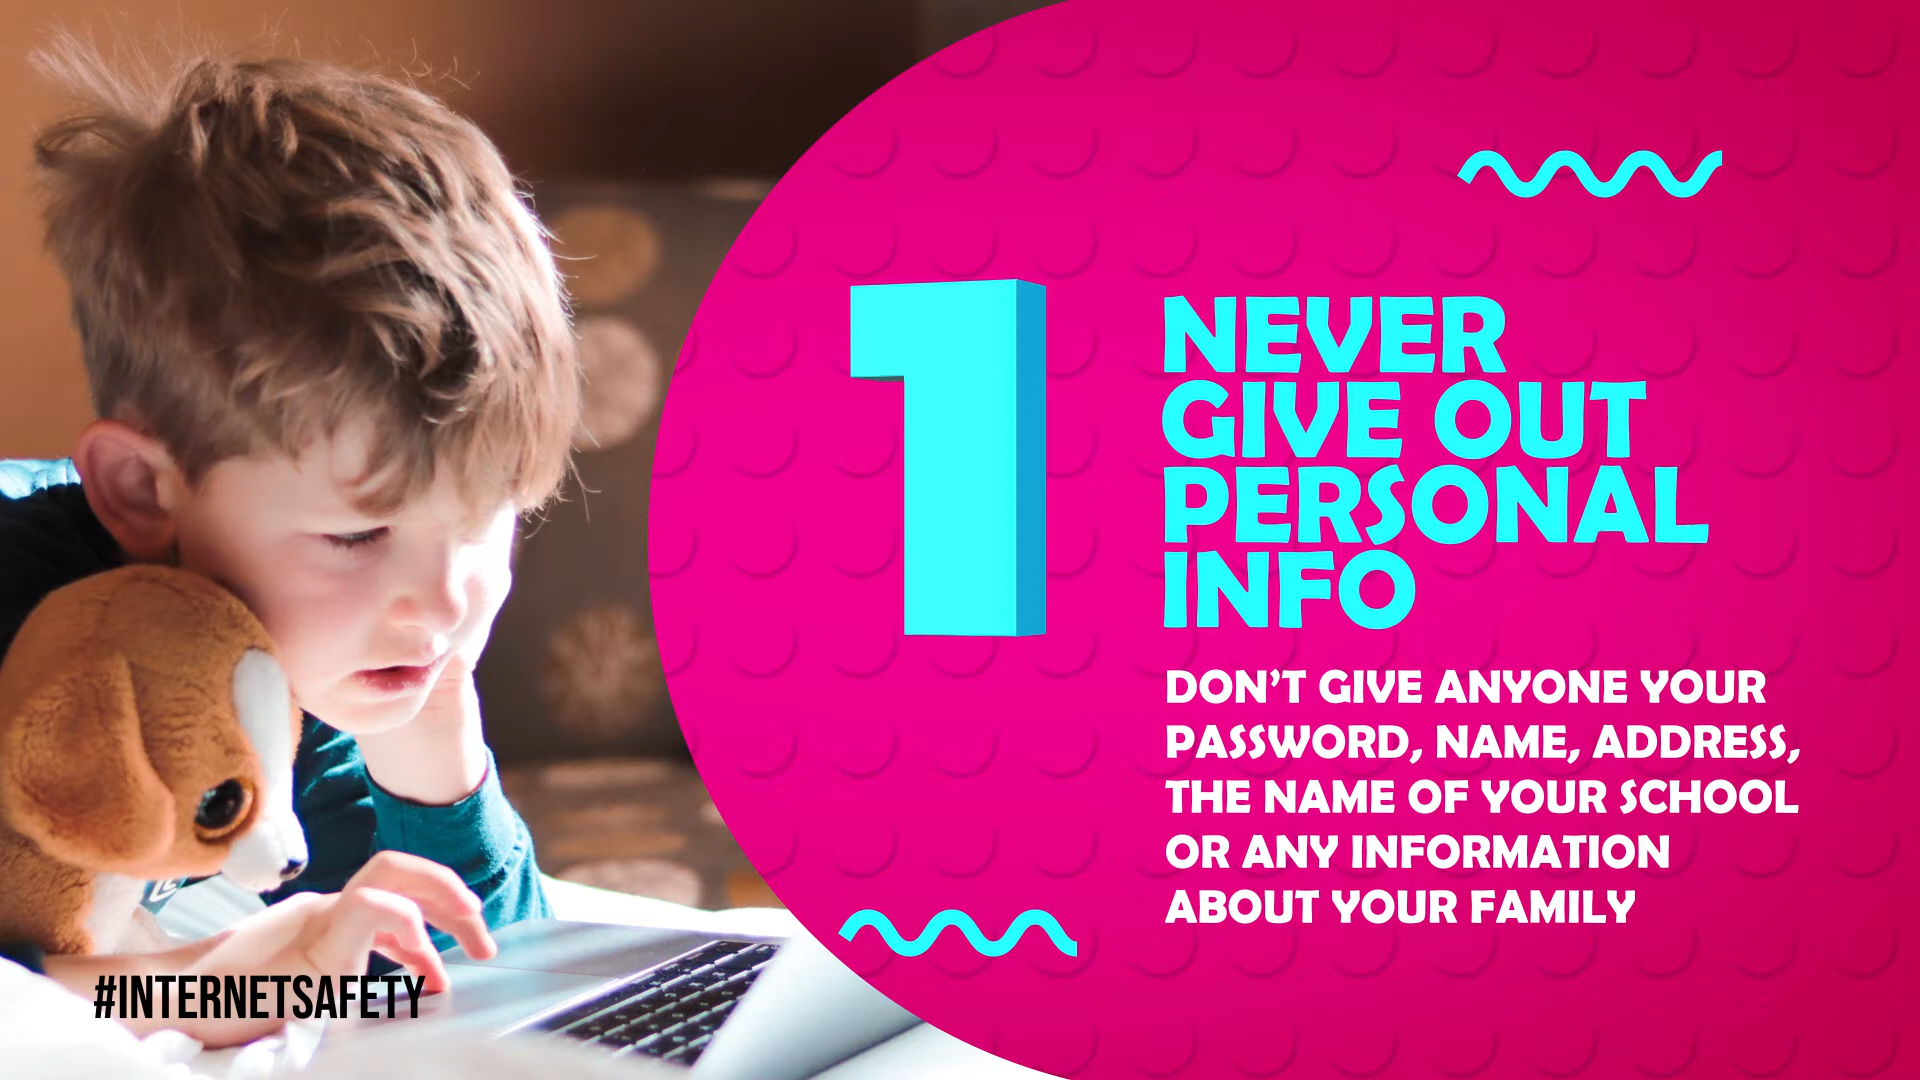 1
NEVER
GIVE OUT
PERSONAL
INFO
DON'T GIVE ANYONE YOUR
PASSWORD, NAME, ADDRESS,
THE NAME OF YOUR SCHOOL
OR ANY INFORMATION
ABOUT YOUR FAMILY
#INTERNETSAFETY